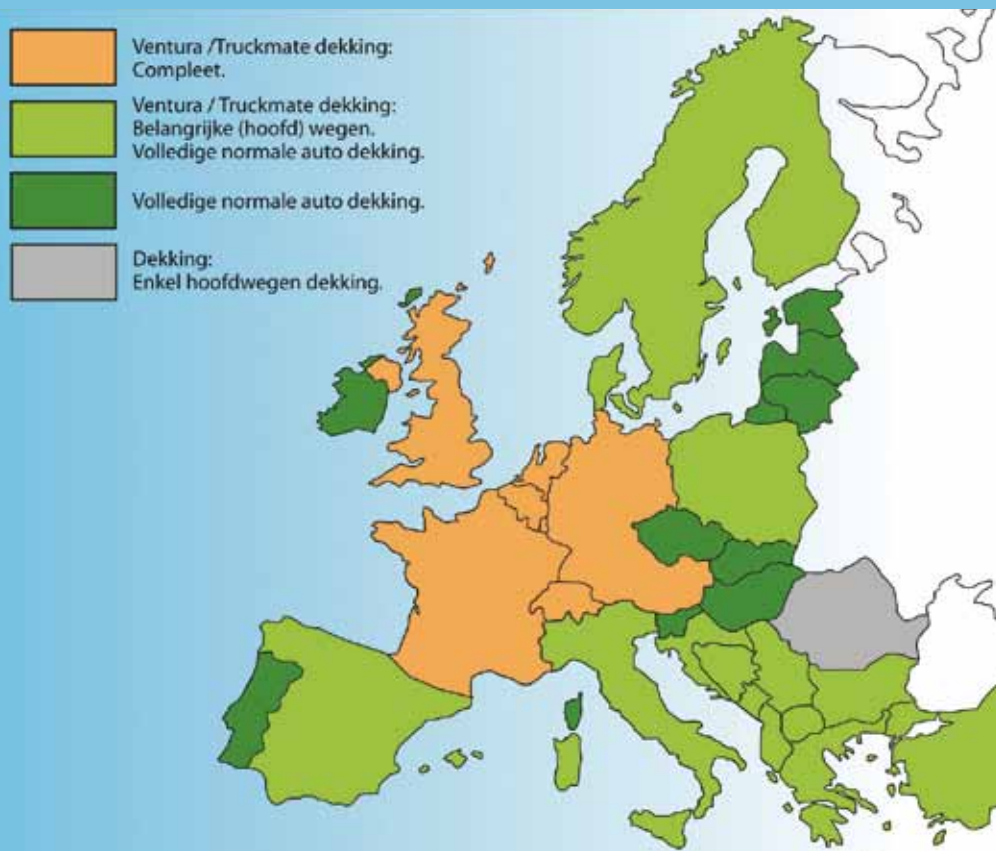 Ventura /Truckmate dekking:
Compleet.
Ventura / Truckmate dekking:
Belangrijke (hoofd) wegen.
Volledige normale auto dekking.
Volledige normale auto dekking.
Dekking:
Enkel hoofdwegen dekking.